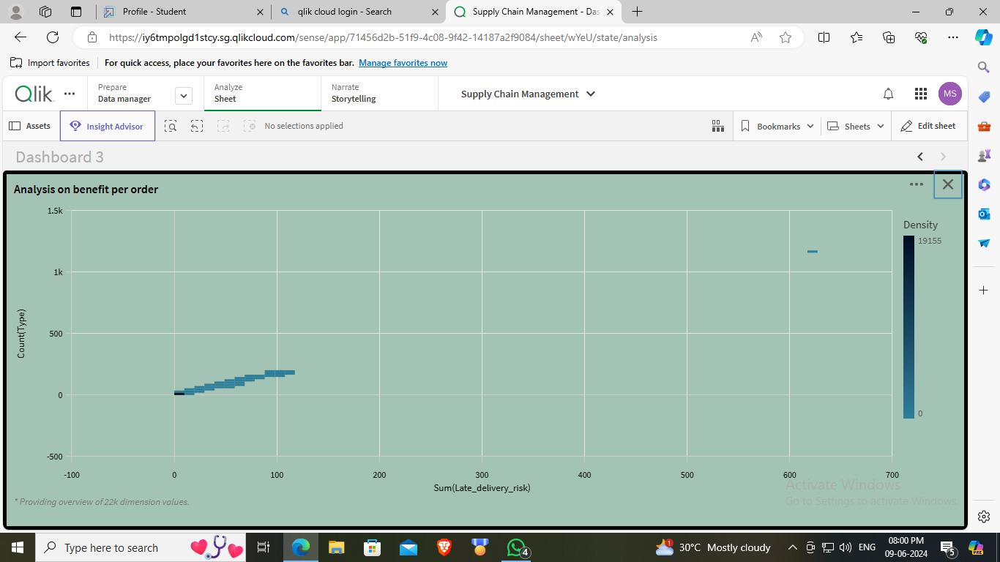 Profile - Student
qlik cloud login - Search
Supply Chain Management - Das
https://iy6tmpolgd1stcy.sg.qlikcloud.com/sense/app/71456d2b-51f9-4c08-9f42-14187a2f9084/sheet/wYeU/state/analysis
Import favorites
For quick access, place your favorites here on the favorites bar. Manage favorites now
Qlik
Prepare
Data manager
Analyze
Sheet
Narrate
Storytelling
Supply Chain Management
MS
Assets
Insight Advisor
No selections applied
Bookmarks
Sheets
Edit sheet
Dashboard 3
Analysis on benefit per order
1.5k
1k
500
0
-500
Count(Type)
-100 0 100 200 300 400 500 600 700
Sum(Late_delivery_risk)
Density
19155
0
* Providing overview of 22k dimension values.
Activate Windows
Go to Settings to activate Windows.
Type here to search
4
1
30°C Mostly cloudy
ENG
08:00 PM
09-06-2024
5
PRE